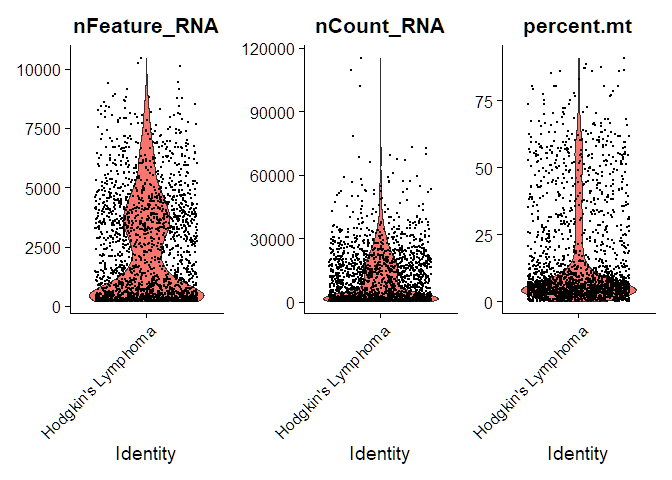 nFeature_RNA
10000
7500
5000
2500
0
Hodgkin's Lymphoma
Identity
nCount_RNA
120000
90000
60000
30000
0
Hodgkin's Lymphoma
Identity
percent.mt
75
50
25
0
Hodgkin's Lymphoma
Identity